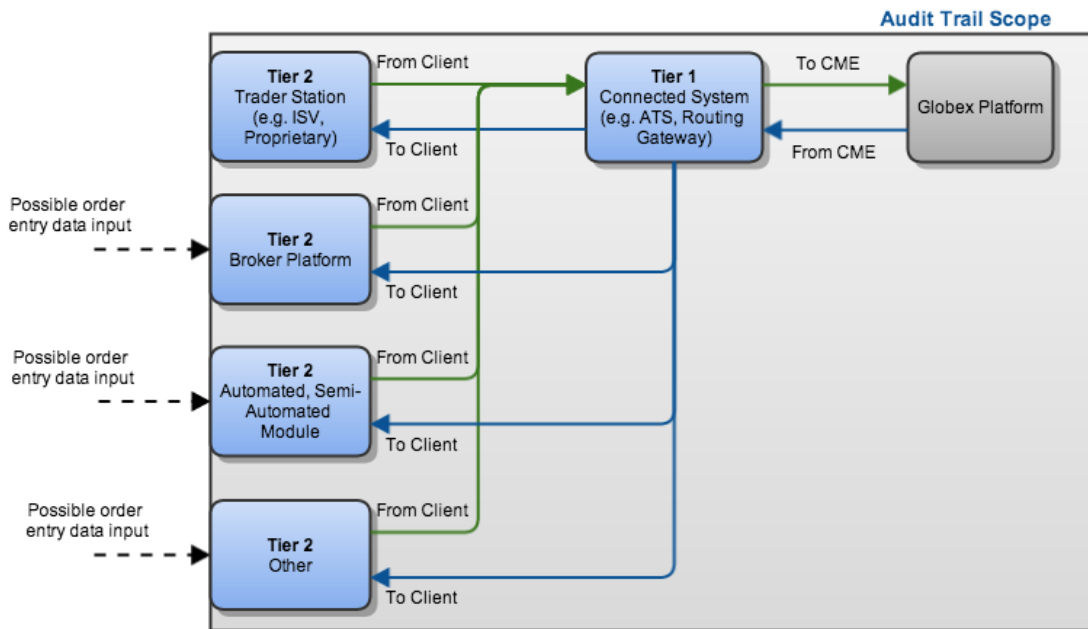 Audit Trail Scope
Tier 2
Trader Station
(e.g. ISV,
Proprietary)
From Client
To Client
Tier 1
Connected System
(e.g. ATS, Routing
Gateway)
To CME
From CME
Globex Platform
Possible order
entry data input
Tier 2
Broker Platform
From Client
To Client
Possible order
entry data input
Tier 2
Automated, Semi-
Automated
Module
From Client
To Client
Possible order
entry data input
Tier 2
Other
From Client
To Client